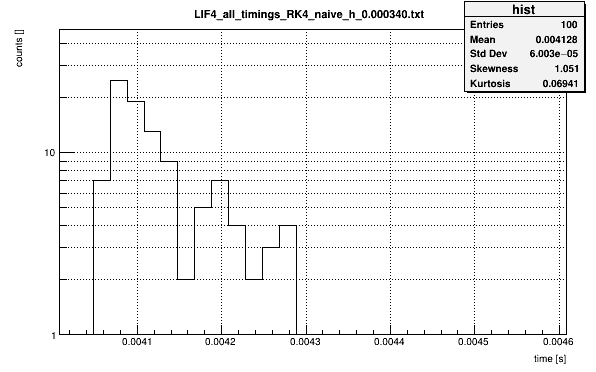 LIF4_all_timings_RK4_naive_h_0.000340.txt
hist
Entries 100
Mean 0.004128
Std Dev 6.003e−05
Skewness 1.051
Kurtosis 0.06941
counts []
10
1
0.0041 0.0042 0.0043 0.0044 0.0045 0.0046
time [s]